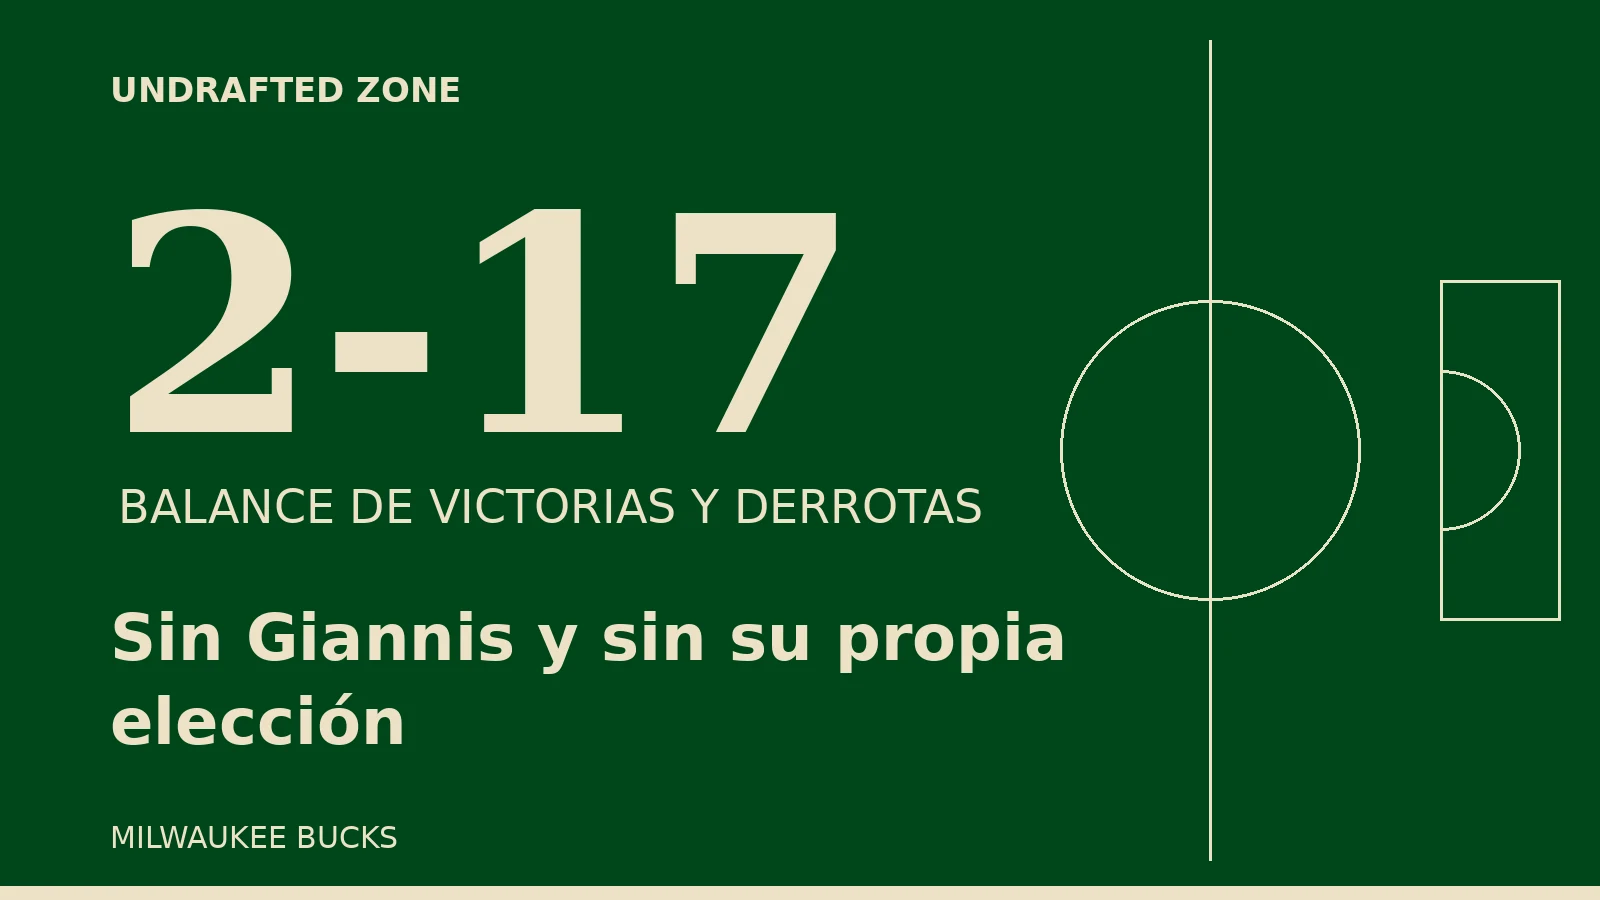 UNDRAFTED ZONE
2-17
BALANCE DE VICTORIAS Y DERROTAS
Sin Giannis y sin su propia
elección
MILWAUKEE BUCKS